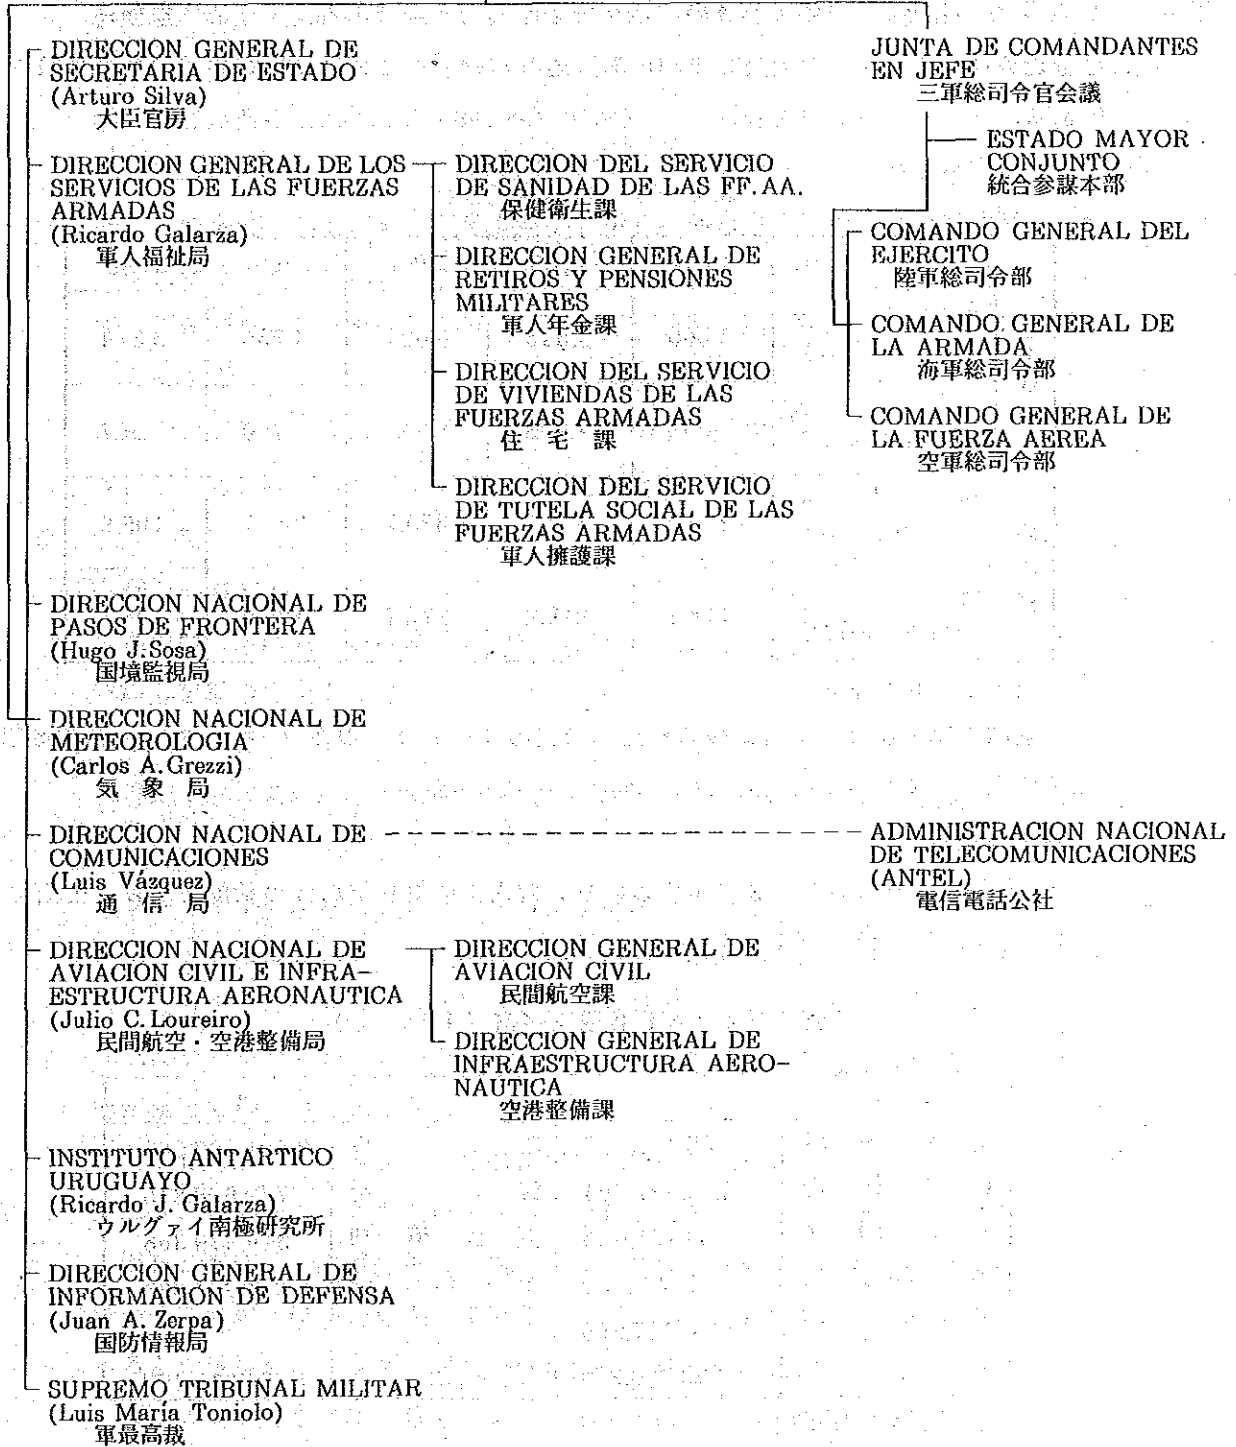 DIRECCION GENERAL DE
SECRETARIA DE ESTADO
(Arturo Silva)
大臣官房
DIRECCION GENERAL DE LOS
SERVICIOS DE LAS FUERZAS
ARMADAS
(Ricardo Galarza)
軍人福祉局
DIRECCION DEL SERVICIO
DE SANIDAD DE LAS FF.AA.
保健衛生課
DIRECCION GENERAL DE
RETIROS Y PENSIONES
MILITARES
軍人年金課
DIRECCION DEL SERVICIO
DE VIVIENDAS DE LAS
FUERZAS ARMADAS
住宅課
DIRECCION DEL SERVICIO
DE TUTELA SOCIAL DE LAS
FUERZAS ARMADAS
軍人擁護課
JUNTA DE COMANDANTES
EN JEFE
三軍総司令官会議
ESTADO MAYOR
CONJUNTO
統合参謀本部
COMANDO GENERAL DEL
EJERCITO
陸軍総司令部
COMANDO GENERAL DE
LA ARMADA
海軍総司令部
COMANDO GENERAL DE
LA FUERZA AEREA
空軍総司令部
DIRECCION NACIONAL DE
PASOS DE FRONTERA
(Hugo J.Sosa)
国境監視局
DIRECCION NACIONAL DE
METEOROLOGIA
(Carlos A.Grezzi)
気象局
DIRECCION NACIONAL DE
COMUNICACIONES
(Luis Vázquez)
通信局
ADMINISTRACION NACIONAL
DE TELECOMUNICACIONES
(ANTEL)
電信電話公社
DIRECCION NACIONAL DE
AVIACION CIVIL E INFRA-
ESTRUCTURA AERONAUTICA
(Julio C.Loureiro)
民間航空・空港整備局
DIRECCION GENERAL DE
AVIACION CIVIL
民間航空課
DIRECCION GENERAL DE
INFRAESTRUCTURA AERO-
NAUTICA
空港整備課
INSTITUTO ANTARTICO
URUGUAYO
(Ricardo J. Galarza)
ウルグァイ南極研究所
DIRECCION GENERAL DE
INFORMACION DE DEFENSA
(Juan A. Zerpa)
国防情報局
SUPREMO TRIBUNAL MILITAR
(Luis María Toniolo)
軍最高裁